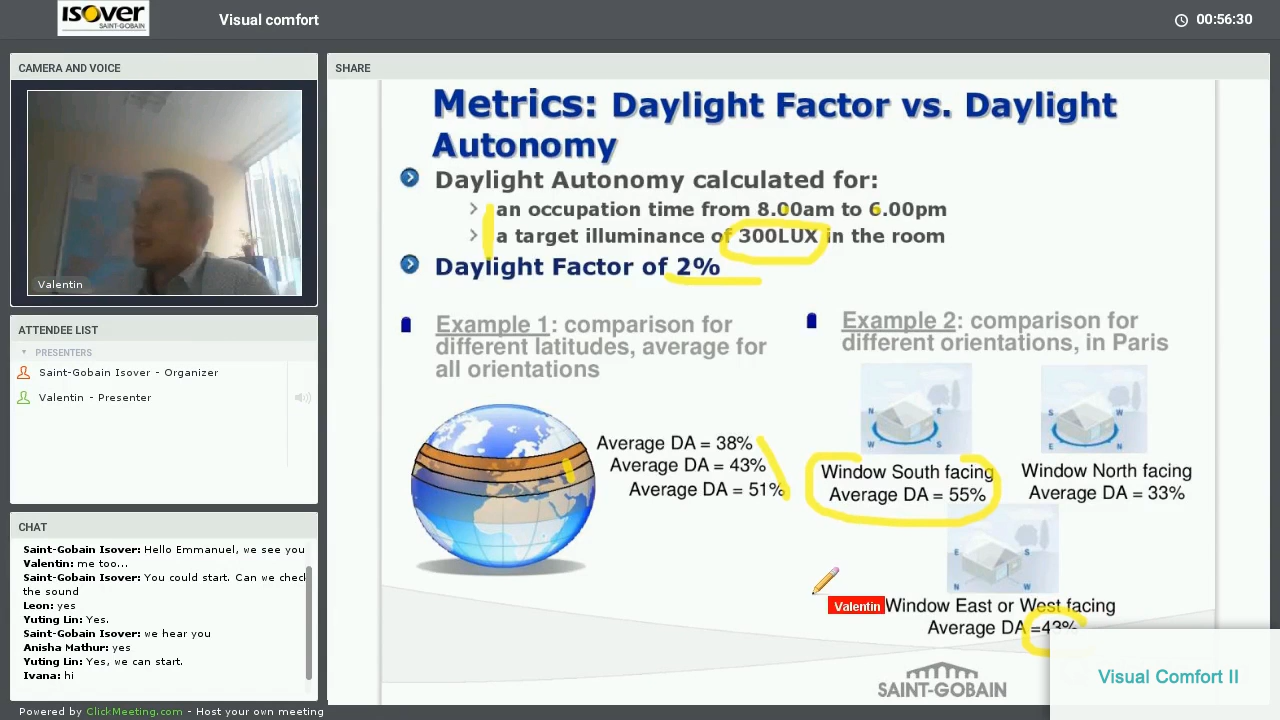 isover
SAINT-GOBAIN
Visual comfort
00:56:30
CAMERA AND VOICE
Valentin
ATTENDEE LIST
PRESENTERS
Saint-Gobain Isover - Organizer
Valentin - Presenter
CHAT
Saint-Gobain Isover: Hello Emmanuel, we see you
Valentin: me too...
Saint-Gobain Isover: You could start. Can we check
the sound
Leon: yes
Yuting Lin: Yes.
Saint-Gobain Isover: we hear you
Anisha Mathur: yes
Yuting Lin: Yes, we can start.
Ivana: hi
Powered by ClickMeeting.com - Host your own meeting
SHARE
Metrics: Daylight Factor vs. Daylight
Autonomy
Daylight Autonomy calculated for:
an occupation time from 8.00am to 6.00pm
a target illuminance of 300LUX in the room
Daylight Factor of 2%
Example 1: comparison for
different latitudes, average for
all orientations
Average DA = 38%
Average DA = 43%
Average DA = 51%
Example 2: comparison for
different orientations, in Paris
N E
W S
Window South facing
Average DA = 55%
S W
E N
Window North facing
Average DA = 33%
E S
N W
Valentin
Window East or West facing
Average DA =43%
SAINT-GOBAIN
Visual Comfort II